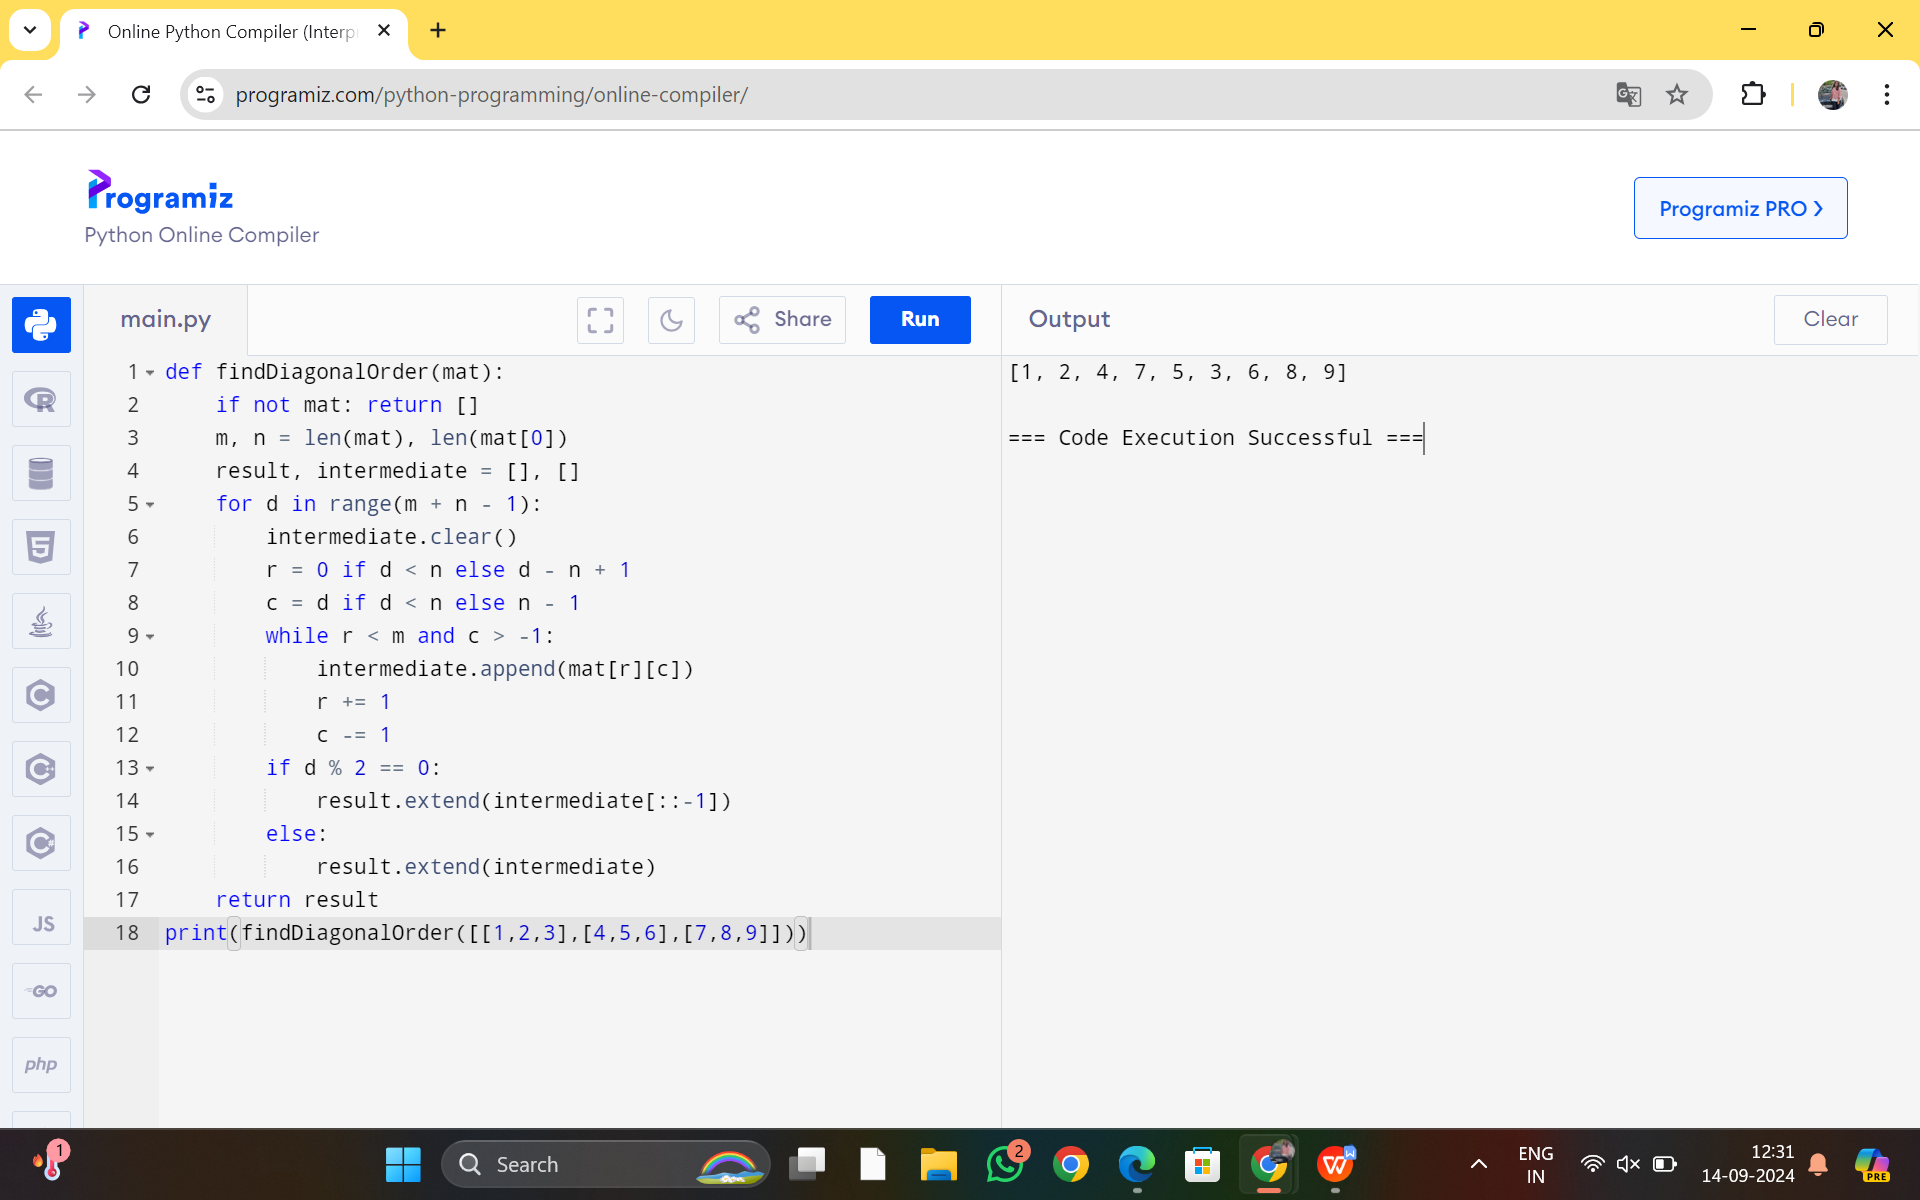 Online Python Compiler (Interp
programiz.com/python-programming/online-compiler/
Programiz
Python Online Compiler
Programiz PRO
main.py
Share
Run
Output
Clear
1 def findDiagonalOrder(mat):
2     if not mat: return []
3     m, n = len(mat), len(mat[0])
4     result, intermediate = [], []
5     for d in range(m + n - 1):
6         intermediate.clear()
7         r = 0 if d < n else d - n + 1
8         c = d if d < n else n - 1
9         while r < m and c > -1:
10             intermediate.append(mat[r][c])
11             r += 1
12             c -= 1
13         if d % 2 == 0:
14             result.extend(intermediate[::-1])
15         else:
16             result.extend(intermediate)
17     return result
18 print(findDiagonalOrder([[1,2,3],[4,5,6],[7,8,9]]))
[1, 2, 4, 7, 5, 3, 6, 8, 9]
=== Code Execution Successful ===
R
5
C
C
C#
JS
GO
php
1
Search
2
W
W
ENG
IN
12:31
14-09-2024
PRE